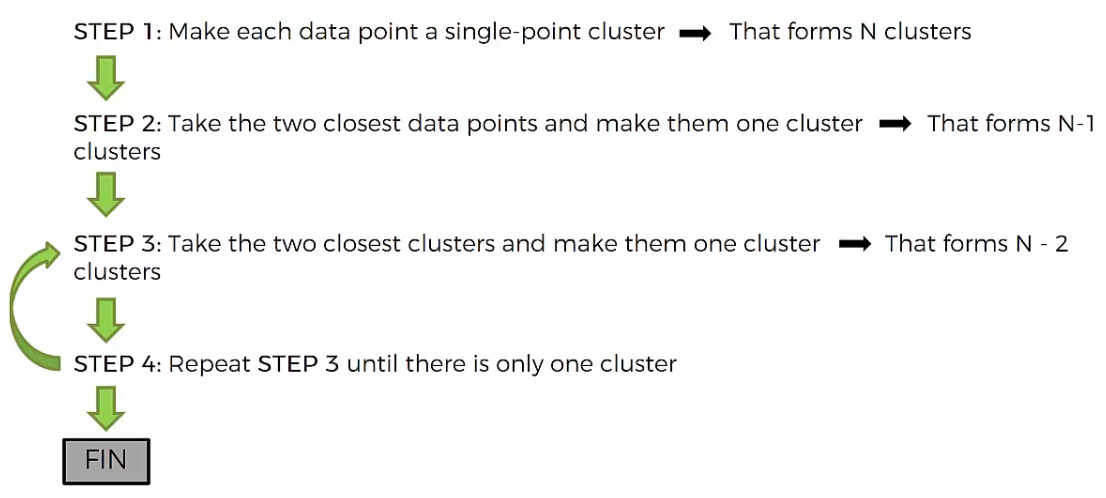 STEP 1: Make each data point a single-point cluster ➡ That forms N clusters
STEP 2: Take the two closest data points and make them one cluster ➡ That forms N-1
clusters
STEP 3: Take the two closest clusters and make them one cluster ➡ That forms N - 2
clusters
STEP 4: Repeat STEP 3 until there is only one cluster
FIN